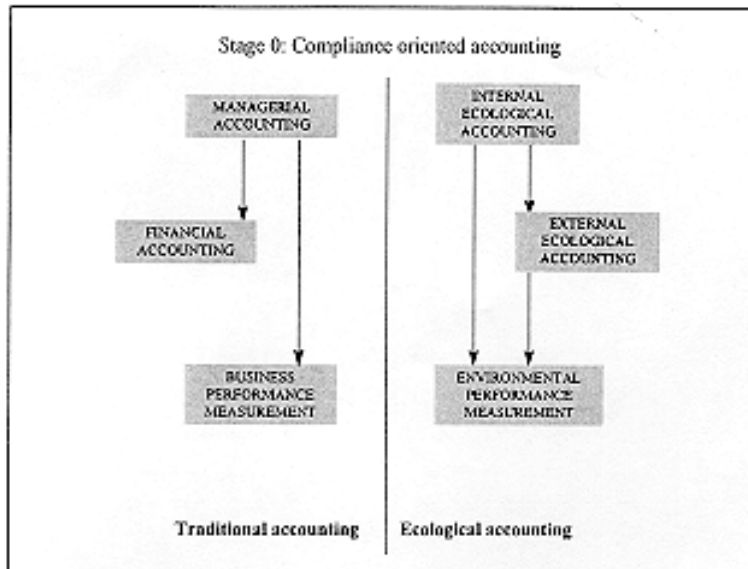 Stage 0: Compliance oriented accounting
MANAGERIAL
ACCOUNTING
INTERNAL
ECOLOGICAL
ACCOUNTING
FINANCIAL
ACCOUNTING
EXTERNAL
ECOLOGICAL
ACCOUNTING
BUSINESS
PERFORMANCE
MEASUREMENT
ENVIRONMENTAL
PERFORMANCE
MEASUREMENT
Traditional accounting
Ecological accounting